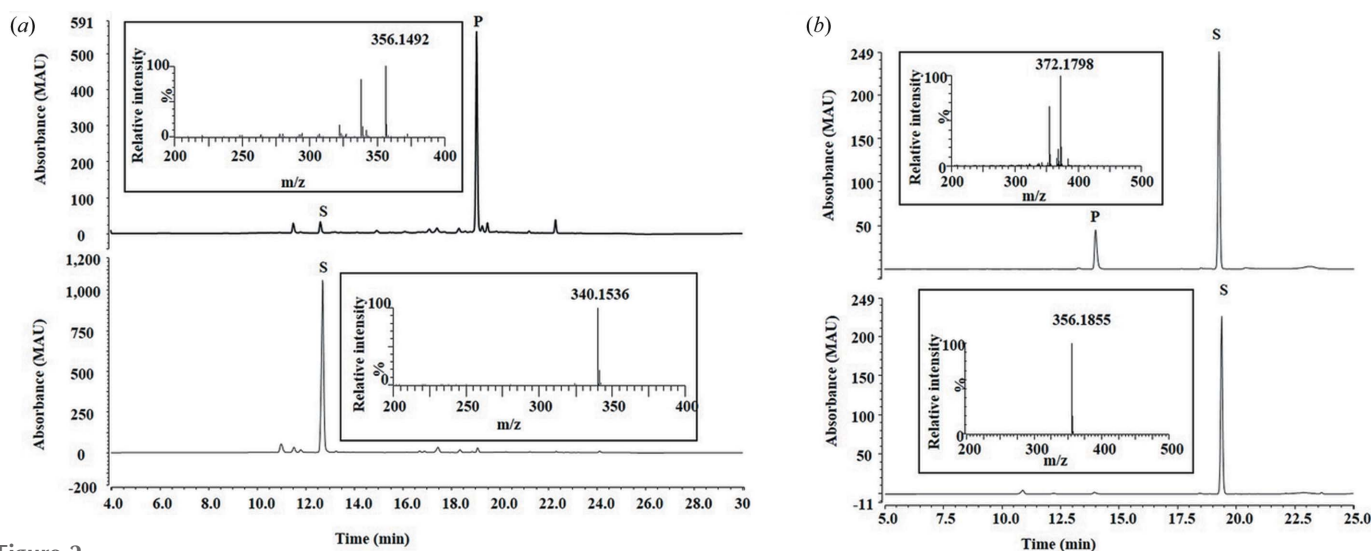 (a)
591
500
400
300
200
100
0
Absorbance (MAU)
P
S
356.1492
Relative intensity
%
100
0
200 250 300 350 400
m/z
1,200
1,000
750
500
250
0
-200
Absorbance (MAU)
S
340.1536
Relative intensity
%
100
0
200 250 300 350 400
m/z
4.0 6.0 8.0 10.0 12.0 14.0 16.0 18.0 20.0 22.0 24.0 26.0 28.0 30
Time (min)
(b)
249
200
150
100
50
Absorbance (MAU)
P
S
372.1798
Relative intensity
%
100
0
200 300 400 500
m/z
249
200
150
100
50
-11
Absorbance (MAU)
S
356.1855
Relative intensity
%
100
0
200 300 400 500
m/z
5.0 7.5 10.0 12.5 15.0 17.5 20.0 22.5 25.0
Time (min)